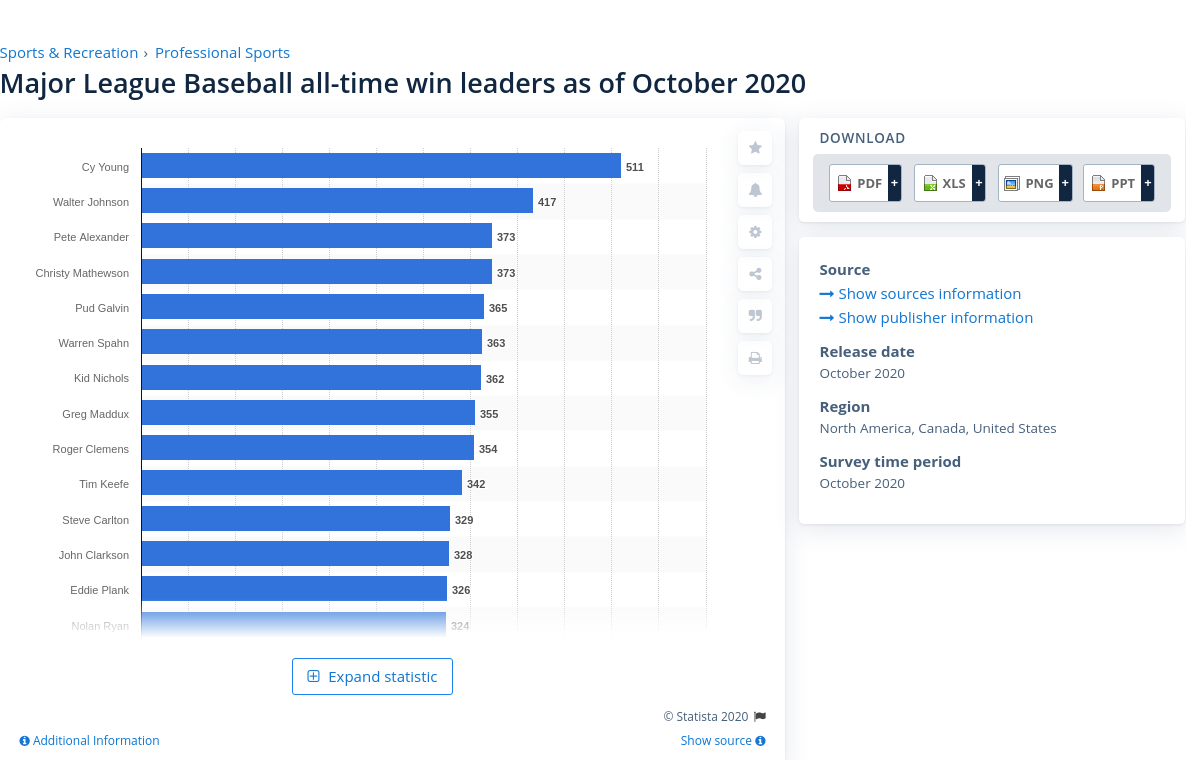 Sports & Recreation › Professional Sports
Major League Baseball all-time win leaders as of October 2020
Cy Young 511
Walter Johnson 417
Pete Alexander 373
Christy Mathewson 373
Pud Galvin 365
Warren Spahn 363
Kid Nichols 362
Greg Maddux 355
Roger Clemens 354
Tim Keefe 342
Steve Carlton 329
John Clarkson 328
Eddie Plank 326
Nolan Ryan 324
Expand statistic
© Statista 2020
Additional Information
Show source
DOWNLOAD
PDF + XLS + PNG + PPT +
Source
Show sources information
Show publisher information
Release date
October 2020
Region
North America, Canada, United States
Survey time period
October 2020